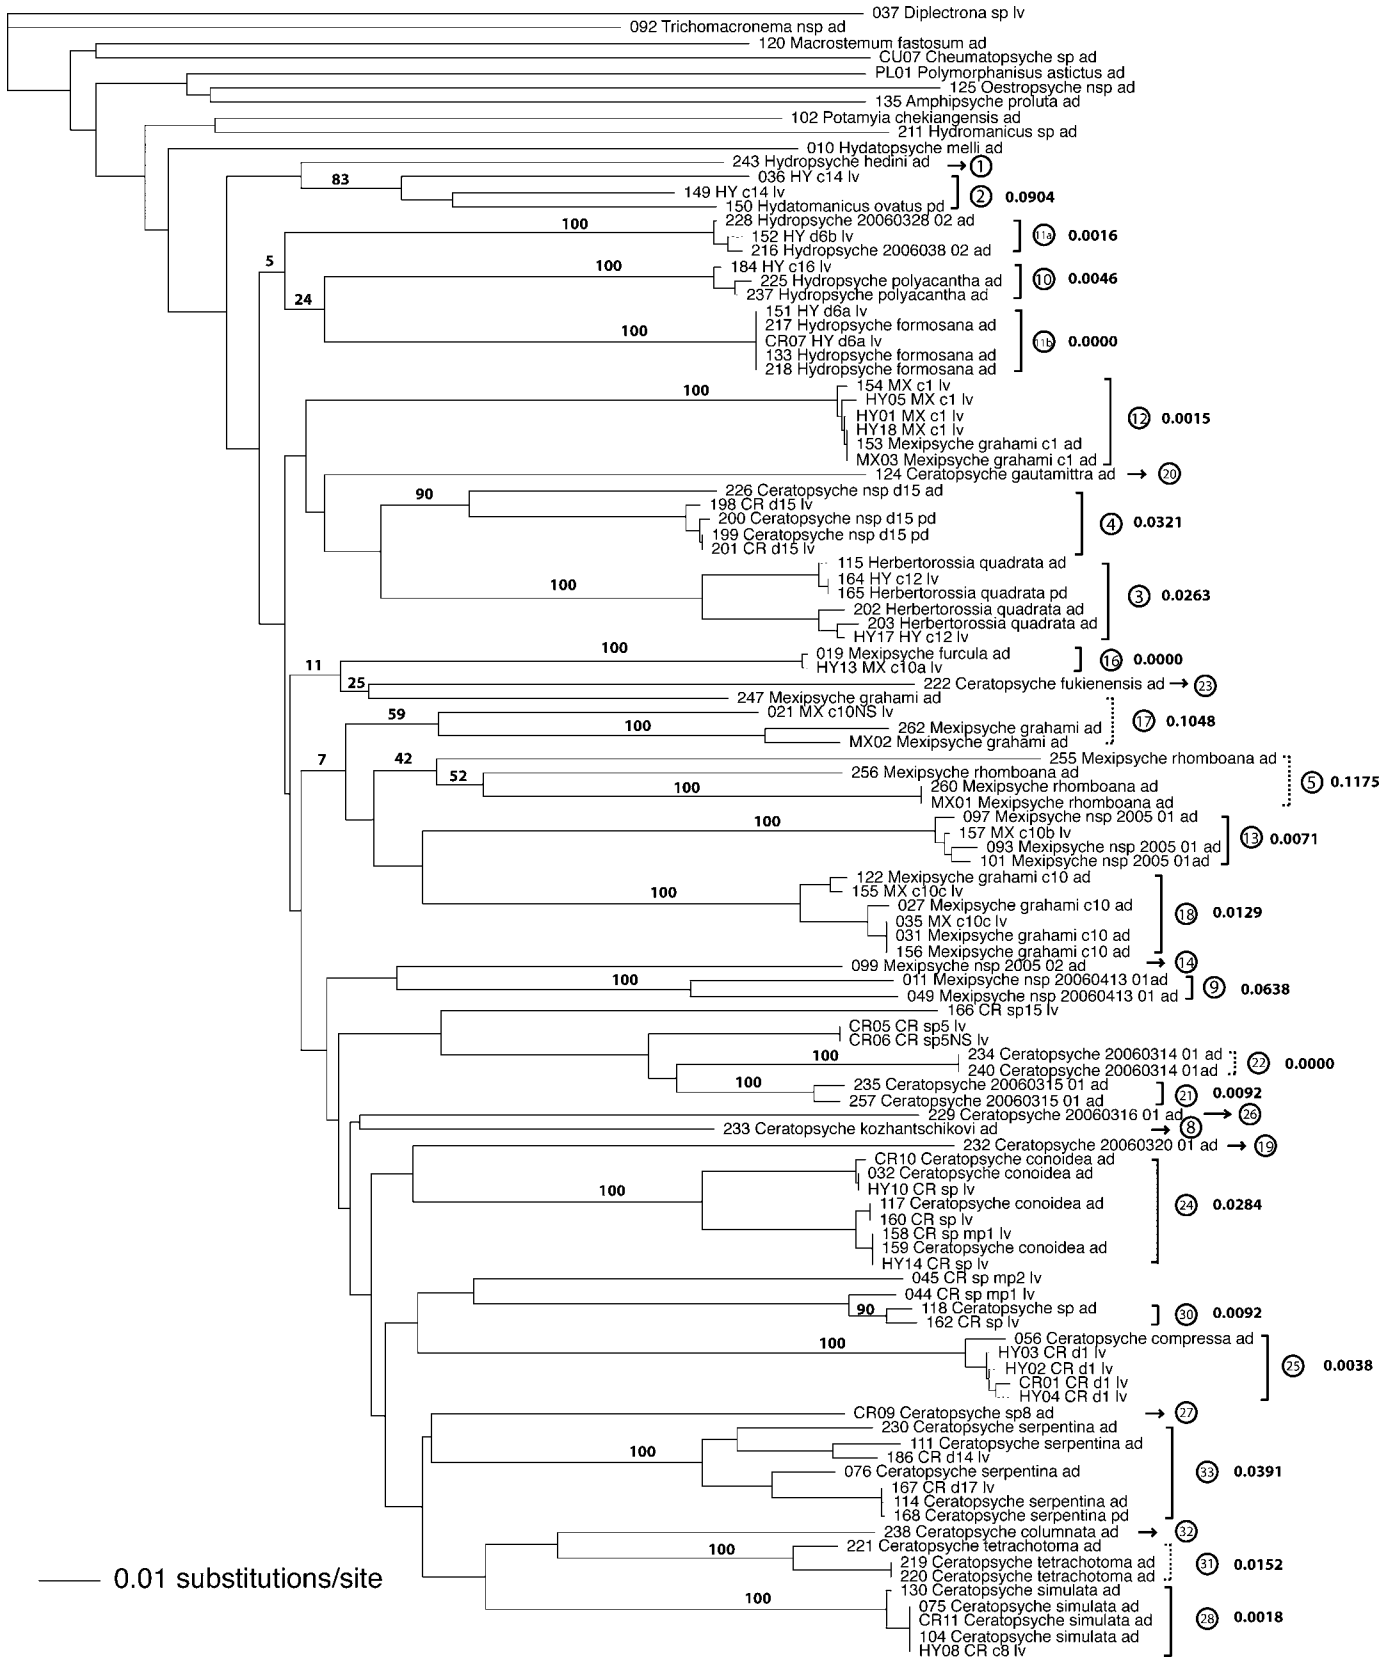 037 Diplectrona sp lv
092 Trichomacronema nsp ad
120 Macrostemum fastosum ad
CU07 Cheumatopsyche sp ad
PL01 Polymorphanisus astictus ad
125 Oestropsyche nsp ad
135 Amphipsyche proluta ad
102 Potamyia chekiangensis ad
211 Hydromanicus sp ad
010 Hydatopsyche melli ad
243 Hydropsyche hedini ad → 1
83 036 HY c14 lv
149 HY c14 lv
2 0.0904
150 Hydatomanicus ovatus pd
228 Hydropsyche 20060328 02 ad
100
152 HY d6b lv 11a 0.0016
216 Hydropsyche 2006038 02 ad
5
100 184 HY c16 lv
225 Hydropsyche polyacantha ad 10 0.0046
237 Hydropsyche polyacantha ad
24
151 HY d6a lv
217 Hydropsyche formosana ad
100
CR07 HY d6a lv 11b 0.0000
133 Hydropsyche formosana ad
218 Hydropsyche formosana ad
154 MX c1 lv
100
HY05 MX c1 lv
HY01 MX c1 lv 12 0.0015
HY18 MX c1 lv
153 Mexipsyche grahami c1 ad
MX03 Mexipsyche grahami c1 ad
124 Ceratopsyche gautamittra ad → 20
90 226 Ceratopsyche nsp d15 ad
198 CR d15 lv
200 Ceratopsyche nsp d15 pd 4 0.0321
199 Ceratopsyche nsp d15 pd
201 CR d15 lv
115 Herbertorossia quadrata ad
164 HY c12 lv
100
165 Herbertorossia quadrata pd 3 0.0263
202 Herbertorossia quadrata ad
203 Herbertorossia quadrata ad
HY17 HY c12 lv
100
019 Mexipsyche furcula ad 16 0.0000
11 HY13 MX c10a lv
25 222 Ceratopsyche fukienensis ad → 23
247 Mexipsyche grahami ad
59 021 MX c10NS lv 17 0.1048
100 262 Mexipsyche grahami ad
MX02 Mexipsyche grahami ad
7 42 255 Mexipsyche rhomboana ad
52 256 Mexipsyche rhomboana ad 5 0.1175
100 260 Mexipsyche rhomboana ad
MX01 Mexipsyche rhomboana ad
100 097 Mexipsyche nsp 2005 01 ad
157 MX c10b lv 13 0.0071
093 Mexipsyche nsp 2005 01 ad
101 Mexipsyche nsp 2005 01ad
122 Mexipsyche grahami c10 ad
100 155 MX c10c lv
027 Mexipsyche grahami c10 ad 18 0.0129
035 MX c10c lv
031 Mexipsyche grahami c10 ad
156 Mexipsyche grahami c10 ad
099 Mexipsyche nsp 2005 02 ad → 14
100 011 Mexipsyche nsp 20060413 01ad 9 0.0638
049 Mexipsyche nsp 20060413 01 ad
166 CR sp15 lv
CR05 CR sp5 lv
CR06 CR sp5NS lv
100 234 Ceratopsyche 20060314 01 ad 22 0.0000
240 Ceratopsyche 20060314 01ad
100 235 Ceratopsyche 20060315 01 ad 21 0.0092
257 Ceratopsyche 20060315 01 ad
229 Ceratopsyche 20060316 01 ad → 26
233 Ceratopsyche kozhantschikovi ad → 8
232 Ceratopsyche 20060320 01 ad → 19
CR10 Ceratopsyche conoidea ad
032 Ceratopsyche conoidea ad
100 HY10 CR sp lv
117 Ceratopsyche conoidea ad 24 0.0284
160 CR sp lv
158 CR sp mp1 lv
159 Ceratopsyche conoidea ad
HY14 CR sp lv
045 CR sp mp2 lv
044 CR sp mp1 lv
90 118 Ceratopsyche sp ad 30 0.0092
162 CR sp lv
100 056 Ceratopsyche compressa ad
HY03 CR d1 lv
HY02 CR d1 lv 25 0.0038
CR01 CR d1 lv
HY04 CR d1 lv
CR09 Ceratopsyche sp8 ad → 27
230 Ceratopsyche serpentina ad
100 111 Ceratopsyche serpentina ad
186 CR d14 lv
076 Ceratopsyche serpentina ad 33 0.0391
167 CR d17 lv
114 Ceratopsyche serpentina ad
168 Ceratopsyche serpentina pd
238 Ceratopsyche columnata ad → 32
100 221 Ceratopsyche tetrachotoma ad
219 Ceratopsyche tetrachotoma ad 31 0.0152
220 Ceratopsyche tetrachotoma ad
0.01 substitutions/site
130 Ceratopsyche simulata ad
100 075 Ceratopsyche simulata ad
CR11 Ceratopsyche simulata ad 28 0.0018
104 Ceratopsyche simulata ad
HY08 CR c8 lv